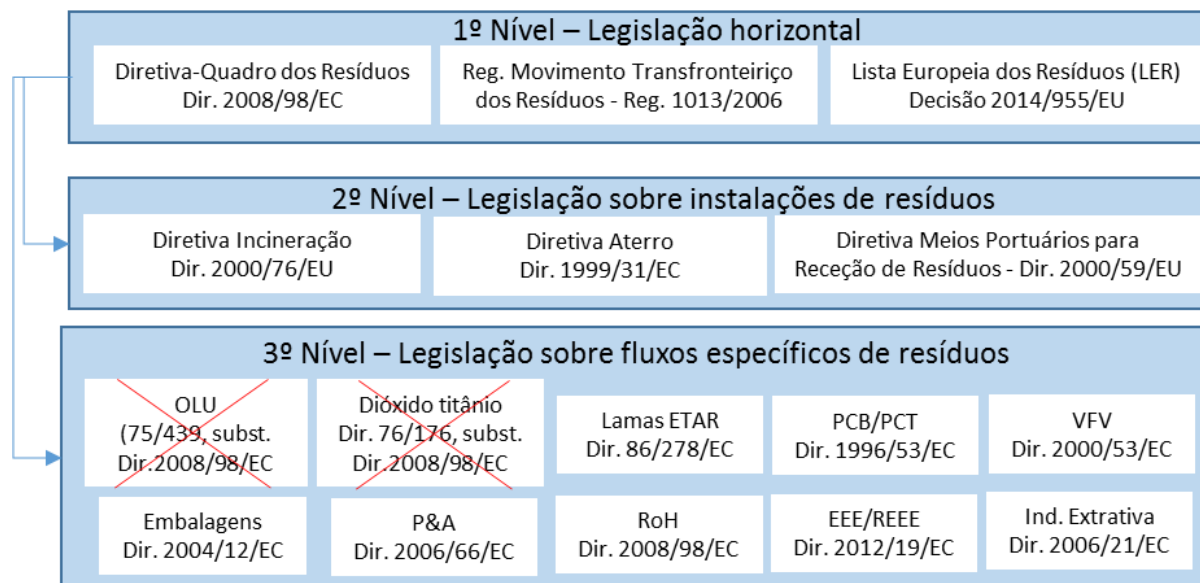 1º Nível – Legislação horizontal
Diretiva-Quadro dos Resíduos
Dir. 2008/98/EC
Reg. Movimento Transfronteiriço
dos Resíduos - Reg. 1013/2006
Lista Europeia dos Resíduos (LER)
Decisão 2014/955/EU
2º Nível – Legislação sobre instalações de resíduos
Diretiva Incineração
Dir. 2000/76/EU
Diretiva Aterro
Dir. 1999/31/EC
Diretiva Meios Portuários para
Receção de Resíduos - Dir. 2000/59/EU
3º Nível – Legislação sobre fluxos específicos de resíduos
OLU
(75/439, subst.
Dir.2008/98/EC
Dióxido titânio
Dir. 76/176, subst.
Dir.2008/98/EC
Lamas ETAR
Dir. 86/278/EC
PCB/PCT
Dir. 1996/53/EC
VFV
Dir. 2000/53/EC
Embalagens
Dir. 2004/12/EC
P&A
Dir. 2006/66/EC
RoH
Dir. 2008/98/EC
EEE/REEE
Dir. 2012/19/EC
Ind. Extrativa
Dir. 2006/21/EC